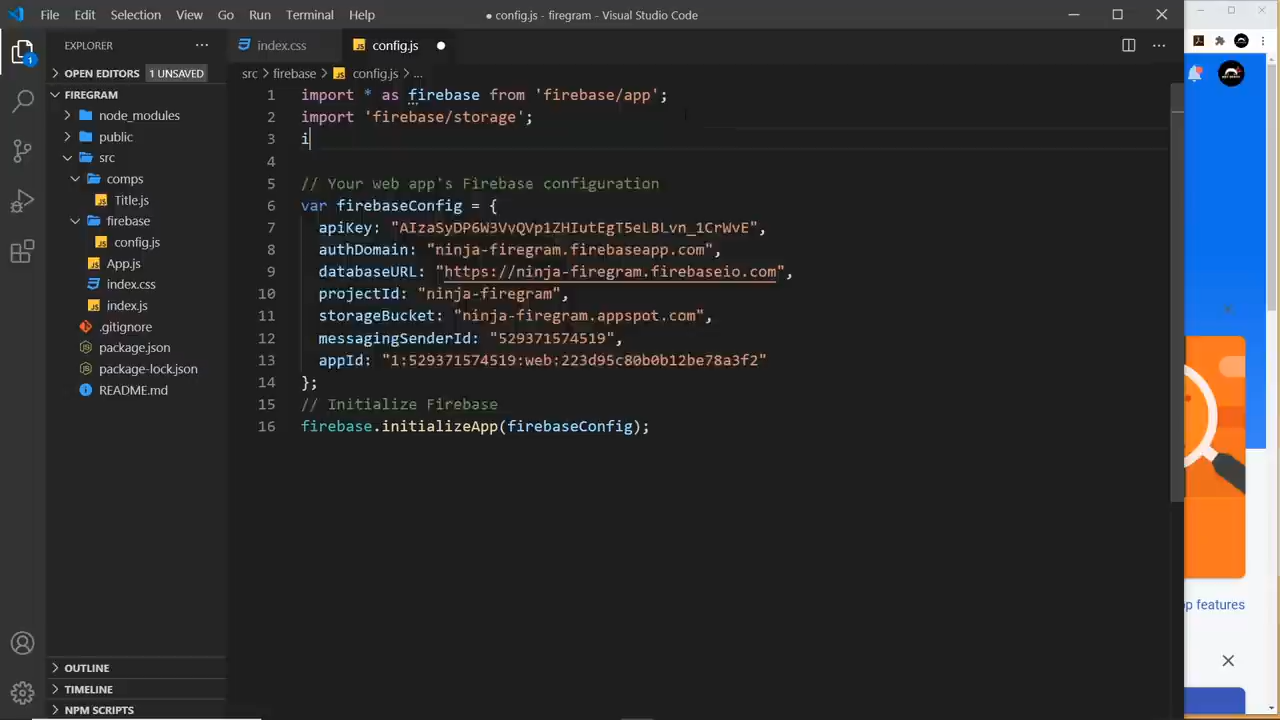 File Edit Selection View Go Run Terminal Help
● config.js - firegram - Visual Studio Code
EXPLORER
OPEN EDITORS 1 UNSAVED
FIREGRAM
node_modules
public
src
comps
Title.js
firebase
config.js
App.js
index.css
index.js
.gitignore
package.json
package-lock.json
README.md
OUTLINE
TIMELINE
NPM SCRIPTS
1
index.css
JS config.js ●
src > firebase > JS config.js > ...
1 import * as firebase from 'firebase/app';
2 import 'firebase/storage';
3 i
4
5 // Your web app's Firebase configuration
6 var firebaseConfig = {
7 apiKey: "AIzaSyDP6W3VvQVp1ZHIutEgT5eLBLvn_1CrWvE",
8 authDomain: "ninja-firegram.firebaseapp.com",
9 databaseURL: "https://ninja-firegram.firebaseio.com",
10 projectId: "ninja-firegram",
11 storageBucket: "ninja-firegram.appspot.com",
12 messagingSenderId: "529371574519",
13 appId: "1:529371574519:web:223d95c80b0b12be78a3f2"
14 };
15 // Initialize Firebase
16 firebase.initializeApp(firebaseConfig);
pp features